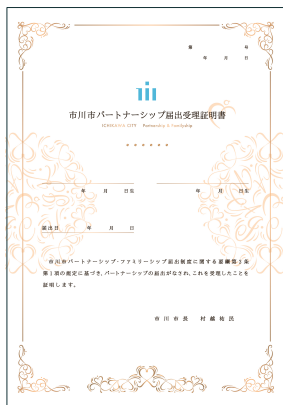 第 号
年 月 日
市川市パートナーシップ届出受理証明書
ICHIKAWA CITY Partnership & Familyship
年 月 日生 年 月 日生
届出日 年 月 日
市川市パートナーシップ・ファミリーシップ届出制度に関する要綱第3条
第1項の規定に基づき、パートナーシップの届出がなされ、これを受理したことを
証明します。
市川市長 村越祐民